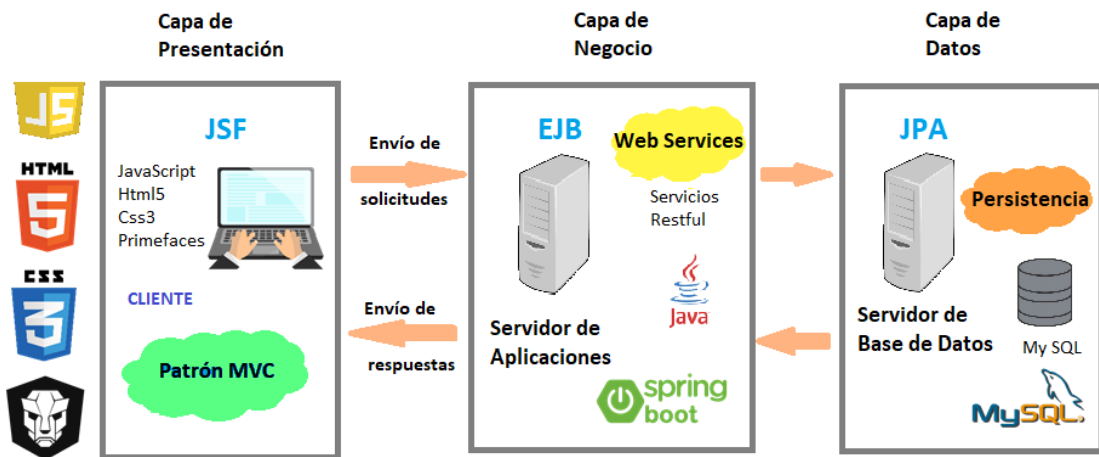 Capa de
Presentación
Capa de
Negocio
Capa de
Datos
JS
HTML
5
CSS
3
JSF
JavaScript
Html5
Css3
Primefaces
CLIENTE
Patrón MVC
Envío de
solicitudes
Envío de
respuestas
EJB
Web Services
Servicios
Restful
Java
Servidor de
Aplicaciones
spring
boot
JPA
Persistencia
Servidor de
Base de Datos
My SQL
MySQL